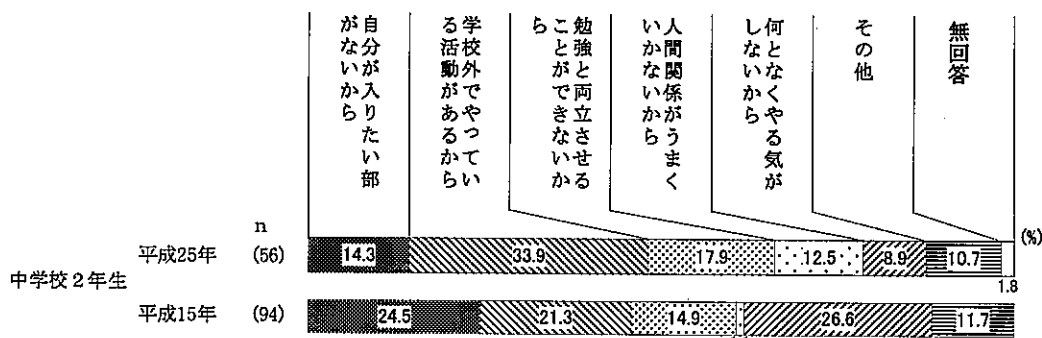 自分が入りたい部
がないから
学校外でやってい
る活動があるから
勉強と両立させる
ことができないか
ら
人間関係がうまく
いかないから
何となくやる気が
しないから
その他
無回答
(%)
n
中学校２年生
平成25年 (56) 14.3 33.9 17.9 12.5 8.9 10.7
1.8
平成15年 (94) 24.5 21.3 14.9 26.6 11.7